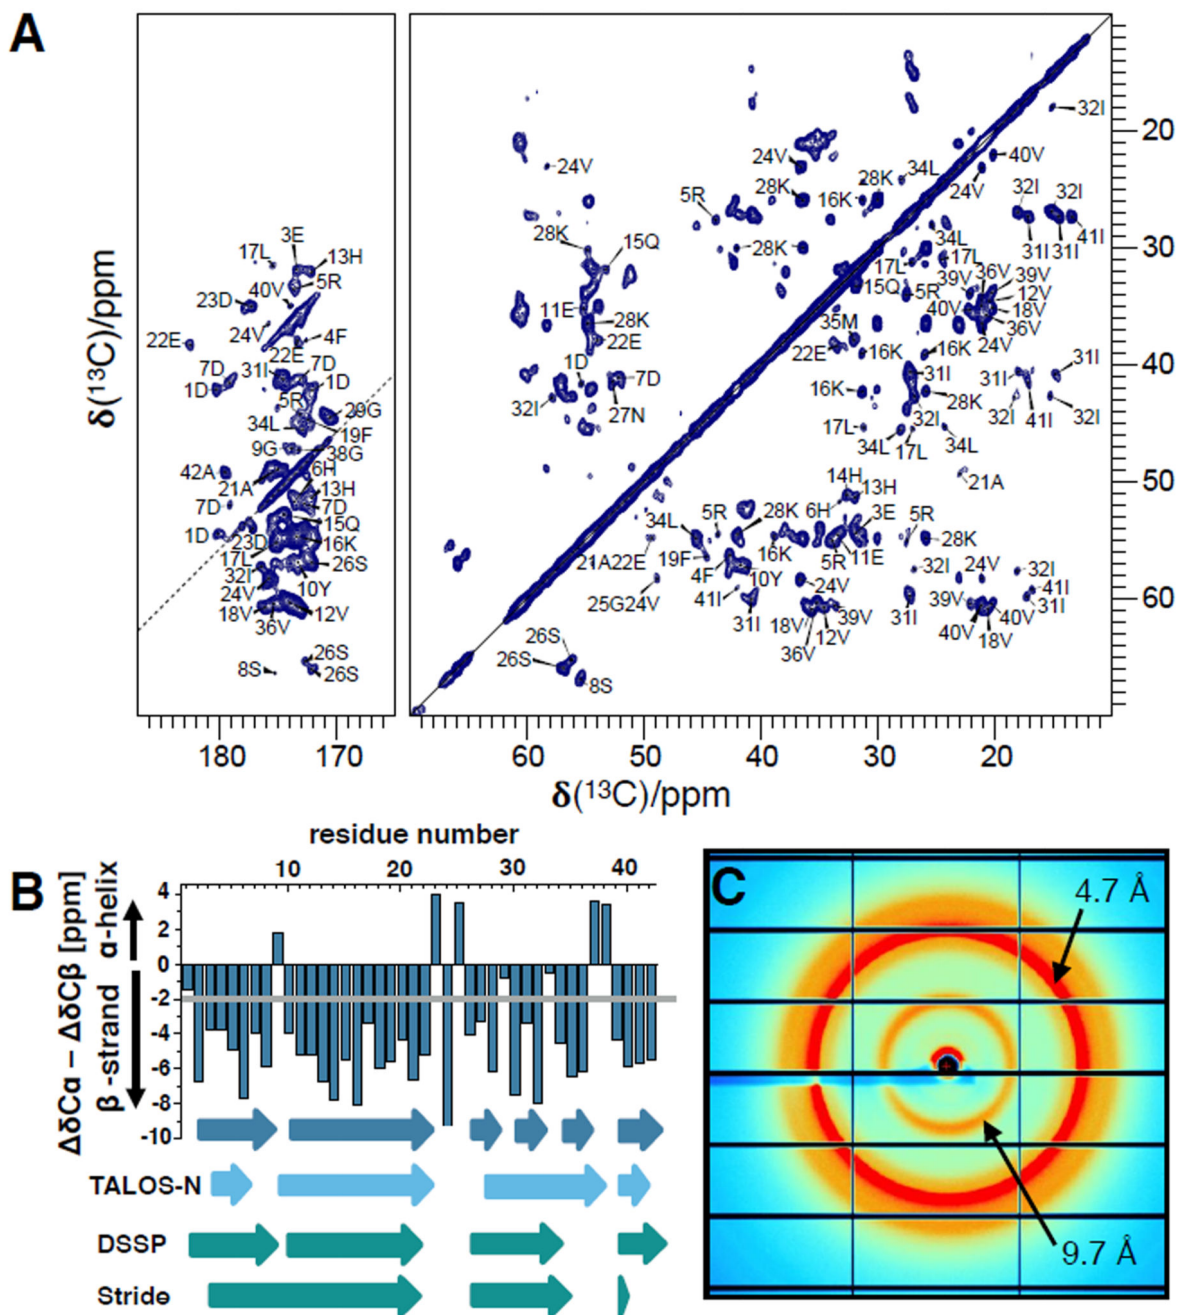 A
32I
24V
24V
40V
34L
28K
28K
24V
32I
32I
16K
5R
41I
31I
31I
28K
15Q
28K
34L
17L
17L
36V
39V
39V
3E
17L
13H
5R
40V
23D
15Q
5R
12V
11E
40V
18V
28K
36V
35M
24V
24V
4F
22E
22E
22E
22E
16K
16K
7D
31I
7D
1D
31I
31I
1D
1D
7D
16K
28K
5R
32I
27N
32I
32I
41I
32I
29G
34L
17L
34L
17L
34L
19F
9G
38G
42A
6H
14H
13H
21A
21A
13H
7D
7D
34L
5R
28K
6H
3E
5R
15Q
1D
23D
16K
11E
28K
17L
26S
21A22E
19F
16K
5R
32I
24V
32I
4F
10Y
24V
32I
10Y
41I
24V
25G24V
41I
31I
39V
31I
31I
18V
12V
18V
39V
40V
40V
36V
12V
18V
36V
26S
26S
26S
26S
8S
8S
20
30
40
50
60
δ(¹³C)/ppm
180
170
60
50
40
30
20
δ(¹³C)/ppm
B
residue number
10
20
30
40
ΔδCα − ΔδCβ [ppm]
β -strand
α-helix
4
2
0
-2
-4
-6
-8
-10
TALOS-N
DSSP
Stride
C
4.7 Å
9.7 Å